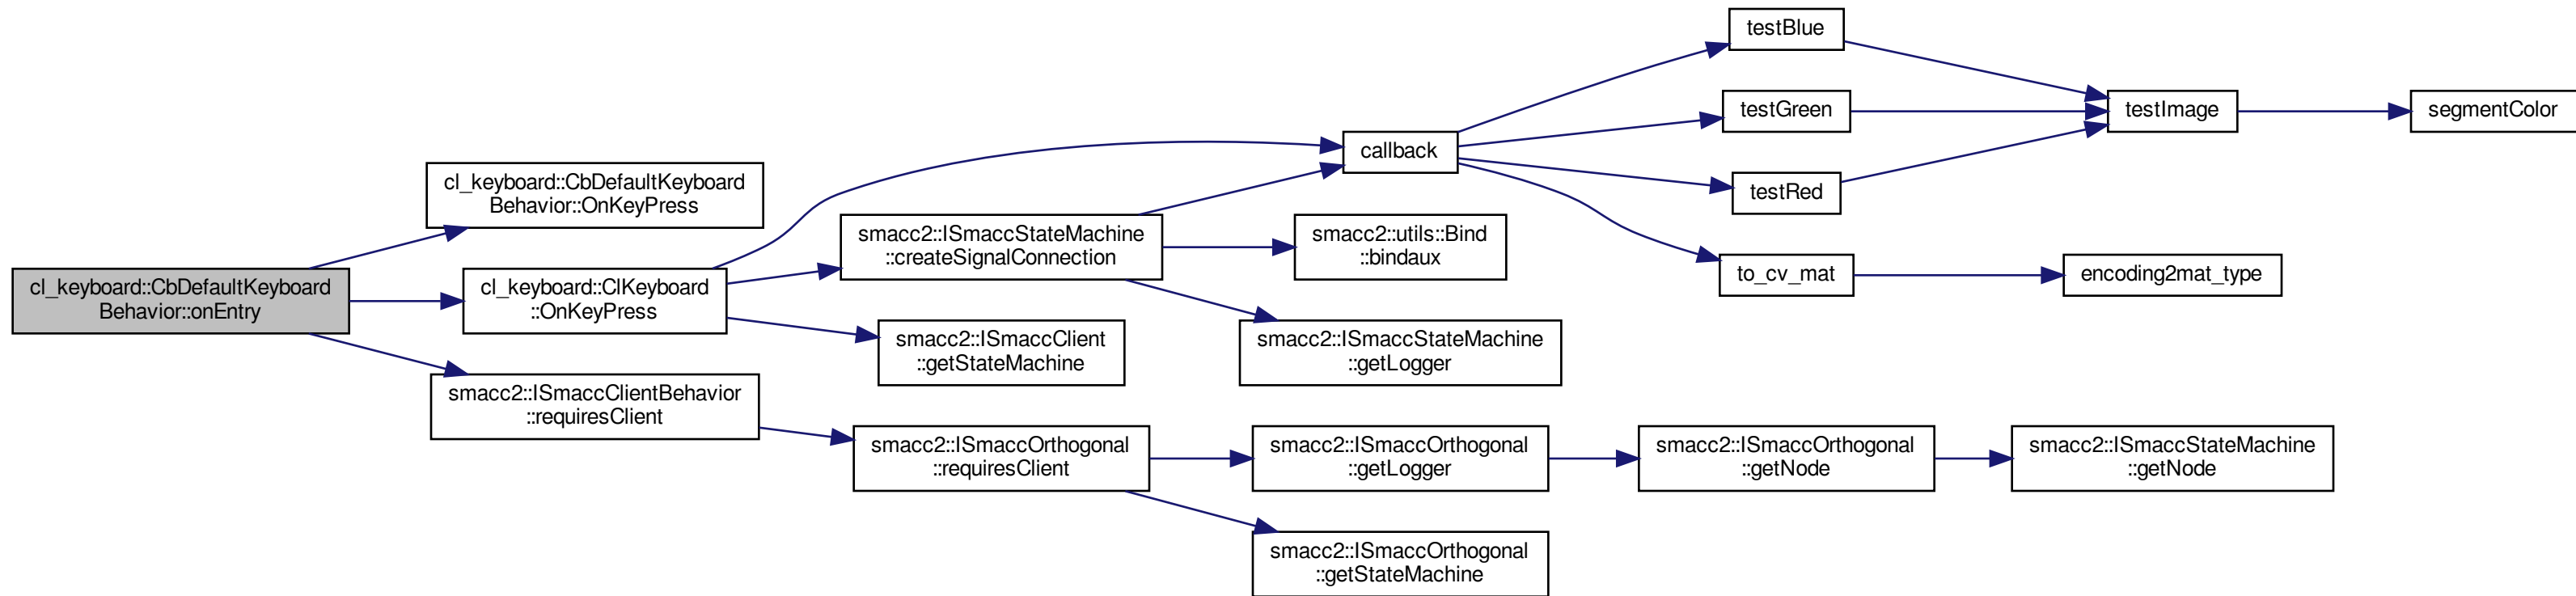 cl_keyboard::CbDefaultKeyboard
Behavior::onEntry
cl_keyboard::CbDefaultKeyboard
Behavior::OnKeyPress
cl_keyboard::ClKeyboard
::OnKeyPress
smacc2::ISmaccClientBehavior
::requiresClient
smacc2::ISmaccStateMachine
::createSignalConnection
smacc2::ISmaccClient
::getStateMachine
smacc2::ISmaccOrthogonal
::requiresClient
callback
smacc2::utils::Bind
::bindaux
smacc2::ISmaccStateMachine
::getLogger
smacc2::ISmaccOrthogonal
::getLogger
smacc2::ISmaccOrthogonal
::getStateMachine
testBlue
testGreen
testRed
to_cv_mat
smacc2::ISmaccOrthogonal
::getNode
testImage
encoding2mat_type
smacc2::ISmaccStateMachine
::getNode
segmentColor